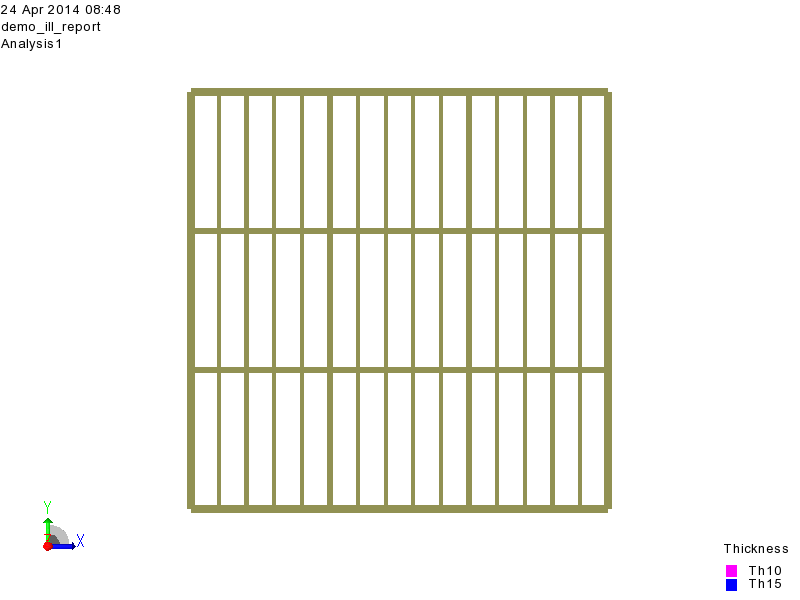 24 Apr 2014 08:48
demo_ill_report
Analysis1
Y
X
Thickness
Th10
Th15